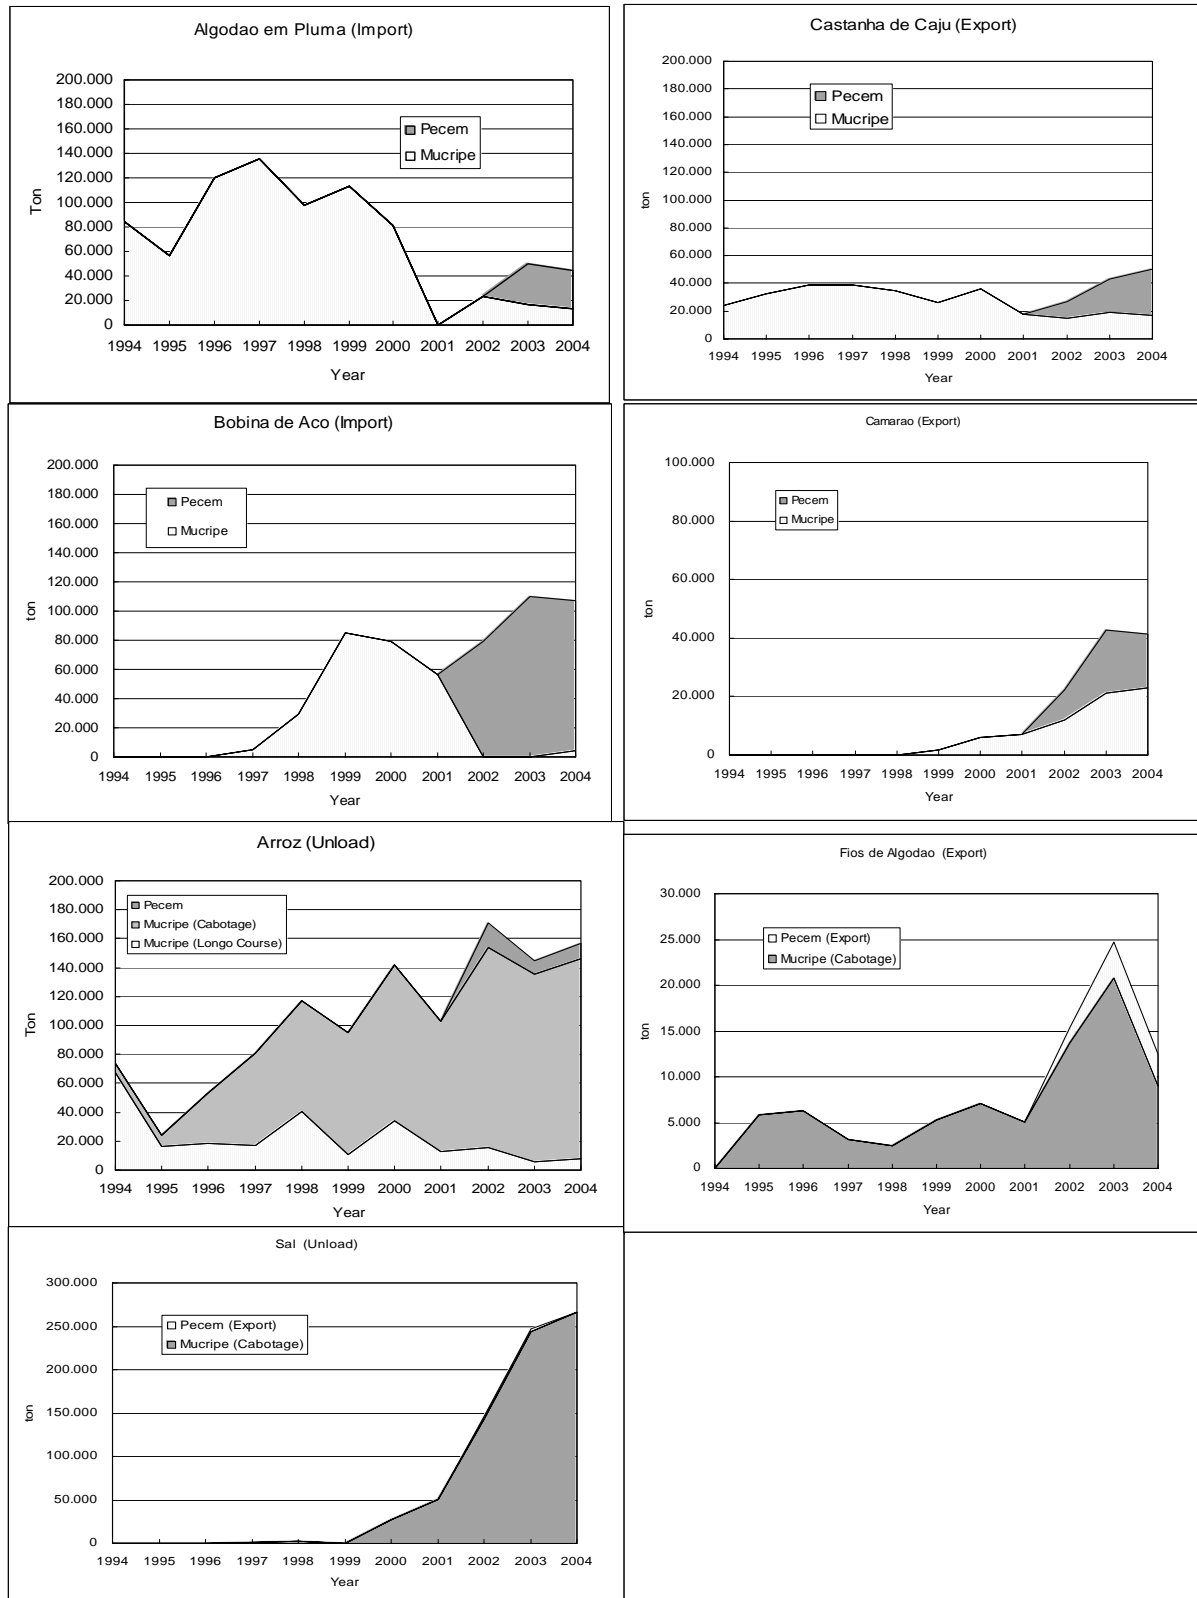 Algodao em Pluma (Import)
200.000
180.000
160.000
140.000
120.000
100.000
80.000
60.000
40.000
20.000
0
Ton
Pecem
Mucripe
1994 1995 1996 1997 1998 1999 2000 2001 2002 2003 2004
Year
Castanha de Caju (Export)
200.000
180.000
160.000
140.000
120.000
100.000
80.000
60.000
40.000
20.000
0
ton
Pecem
Mucripe
1994 1995 1996 1997 1998 1999 2000 2001 2002 2003 2004
Year
Bobina de Aco (Import)
200.000
180.000
160.000
140.000
120.000
100.000
80.000
60.000
40.000
20.000
0
ton
Pecem
Mucripe
1994 1995 1996 1997 1998 1999 2000 2001 2002 2003 2004
Year
Camarao (Export)
100.000
80.000
60.000
40.000
20.000
0
ton
Pecem
Mucripe
1994 1995 1996 1997 1998 1999 2000 2001 2002 2003 2004
Year
Arroz (Unload)
200.000
180.000
160.000
140.000
120.000
100.000
80.000
60.000
40.000
20.000
0
Ton
Pecem
Mucripe (Cabotage)
Mucripe (Longo Course)
1994 1995 1996 1997 1998 1999 2000 2001 2002 2003 2004
Year
Fios de Algodao (Export)
30.000
25.000
20.000
15.000
10.000
5.000
0
ton
Pecem (Export)
Mucripe (Cabotage)
1994 1995 1996 1997 1998 1999 2000 2001 2002 2003 2004
Year
Sal (Unload)
300.000
250.000
200.000
150.000
100.000
50.000
0
ton
Pecem (Export)
Mucripe (Cabotage)
1994 1995 1996 1997 1998 1999 2000 2001 2002 2003 2004
Year